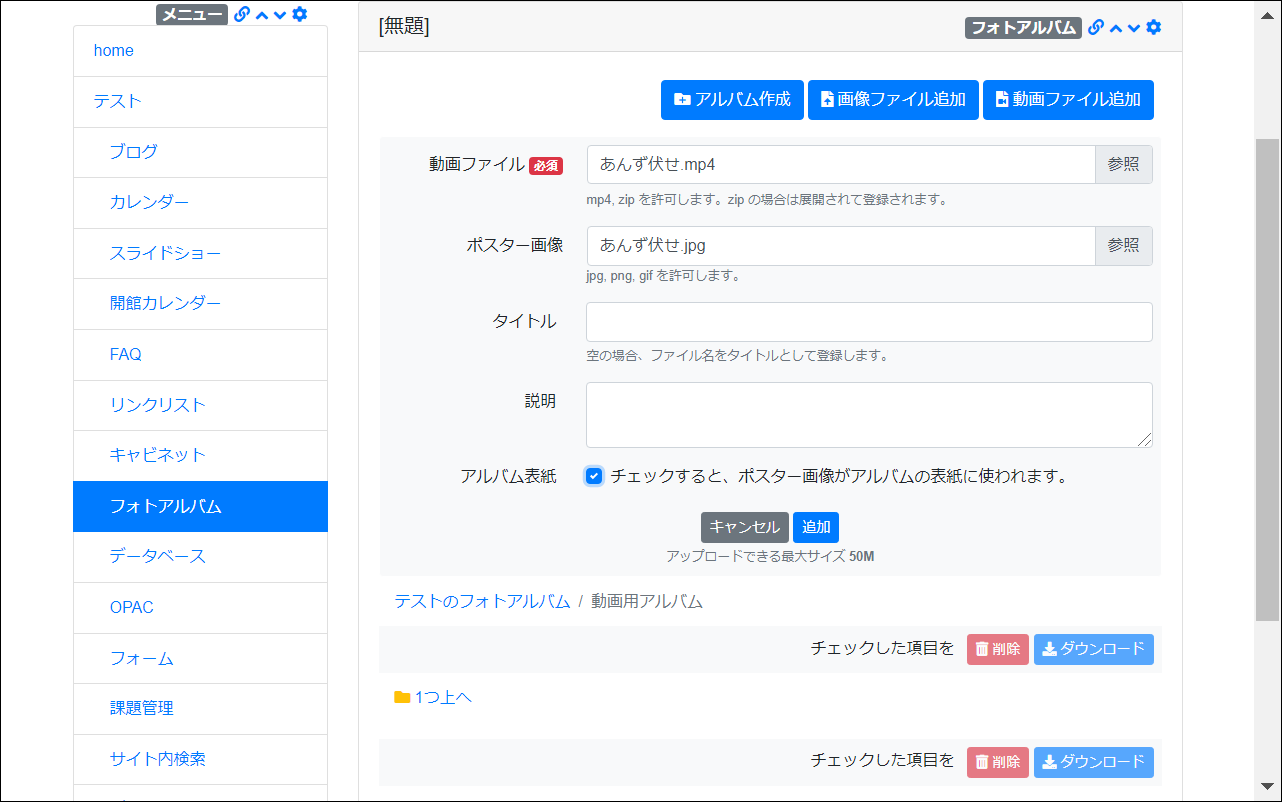 メニュー
home
テスト
ブログ
カレンダー
スライドショー
開館カレンダー
FAQ
リンクリスト
キャビネット
フォトアルバム
データベース
OPAC
フォーム
課題管理
サイト内検索
[無題]
フォトアルバム
アルバム作成 画像ファイル追加 動画ファイル追加
動画ファイル 必須 あんず伏せ.mp4 参照
mp4, zip を許可します。zip の場合は展開されて登録されます。
ポスター画像 あんず伏せ.jpg 参照
jpg, png, gif を許可します。
タイトル
空の場合、ファイル名をタイトルとして登録します。
説明
アルバム表紙 チェックすると、ポスター画像がアルバムの表紙に使われます。
キャンセル 追加
アップロードできる最大サイズ 50M
テストのフォトアルバム / 動画用アルバム
チェックした項目を 削除 ダウンロード
1つ上へ
チェックした項目を 削除 ダウンロード